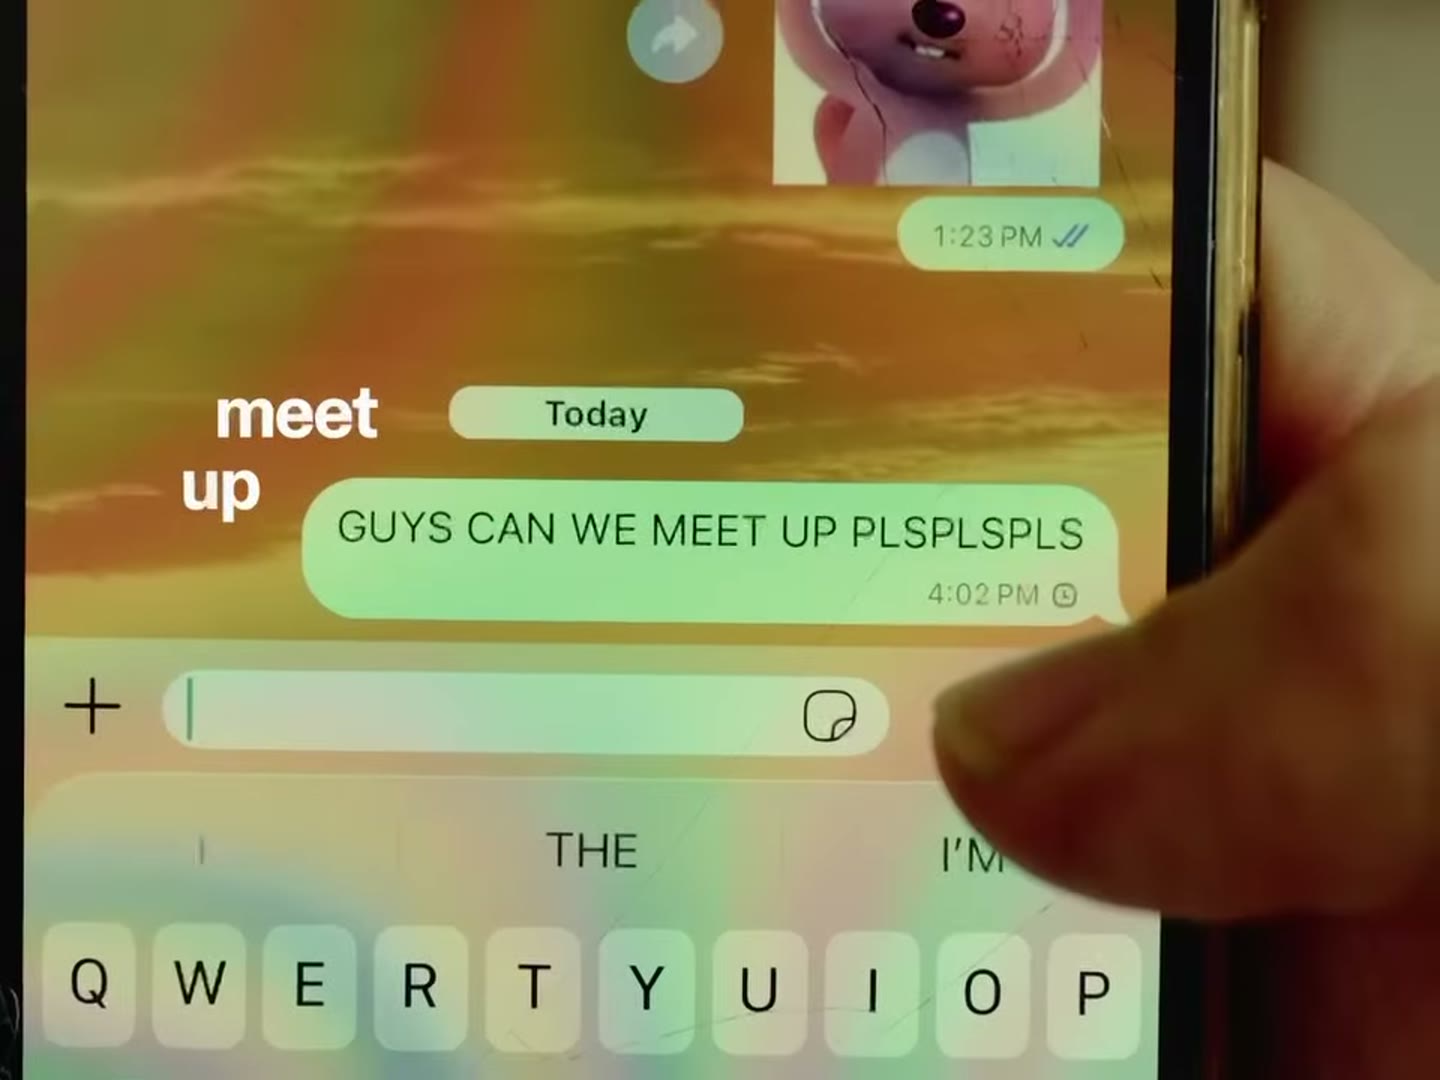 1:23 PM
meet
Today
up
GUYS CAN WE MEET UP PLSPLSPLS
4:02 PM
THE
I'M
Q W E R T Y U I O P